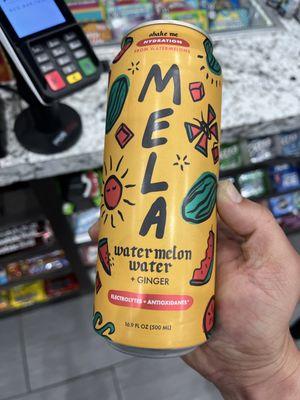 shake me
HYDRATION
FROM WATERMELONS
MELA
watermelon
water
+ GINGER
ELECTROLYTES + ANTIOXIDANTS*
16.9 FL OZ (500 ML)